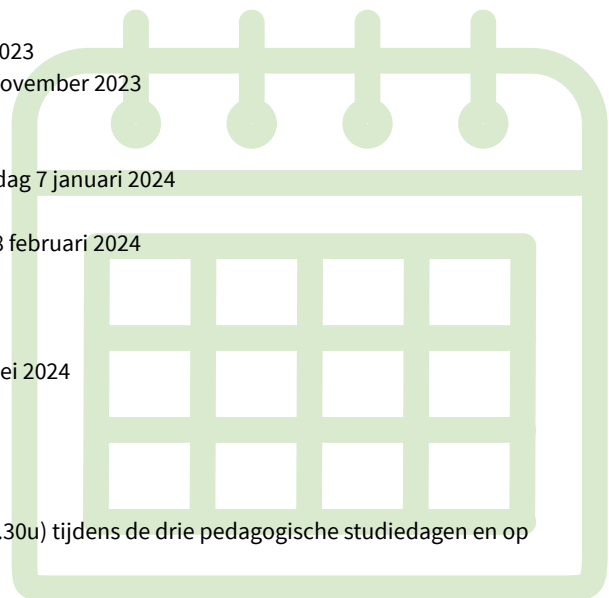 023
ovember 2023
dag 7 januari 2024
februari 2024
ei 2024
.30u) tijdens de drie pedagogische studiedagen en op